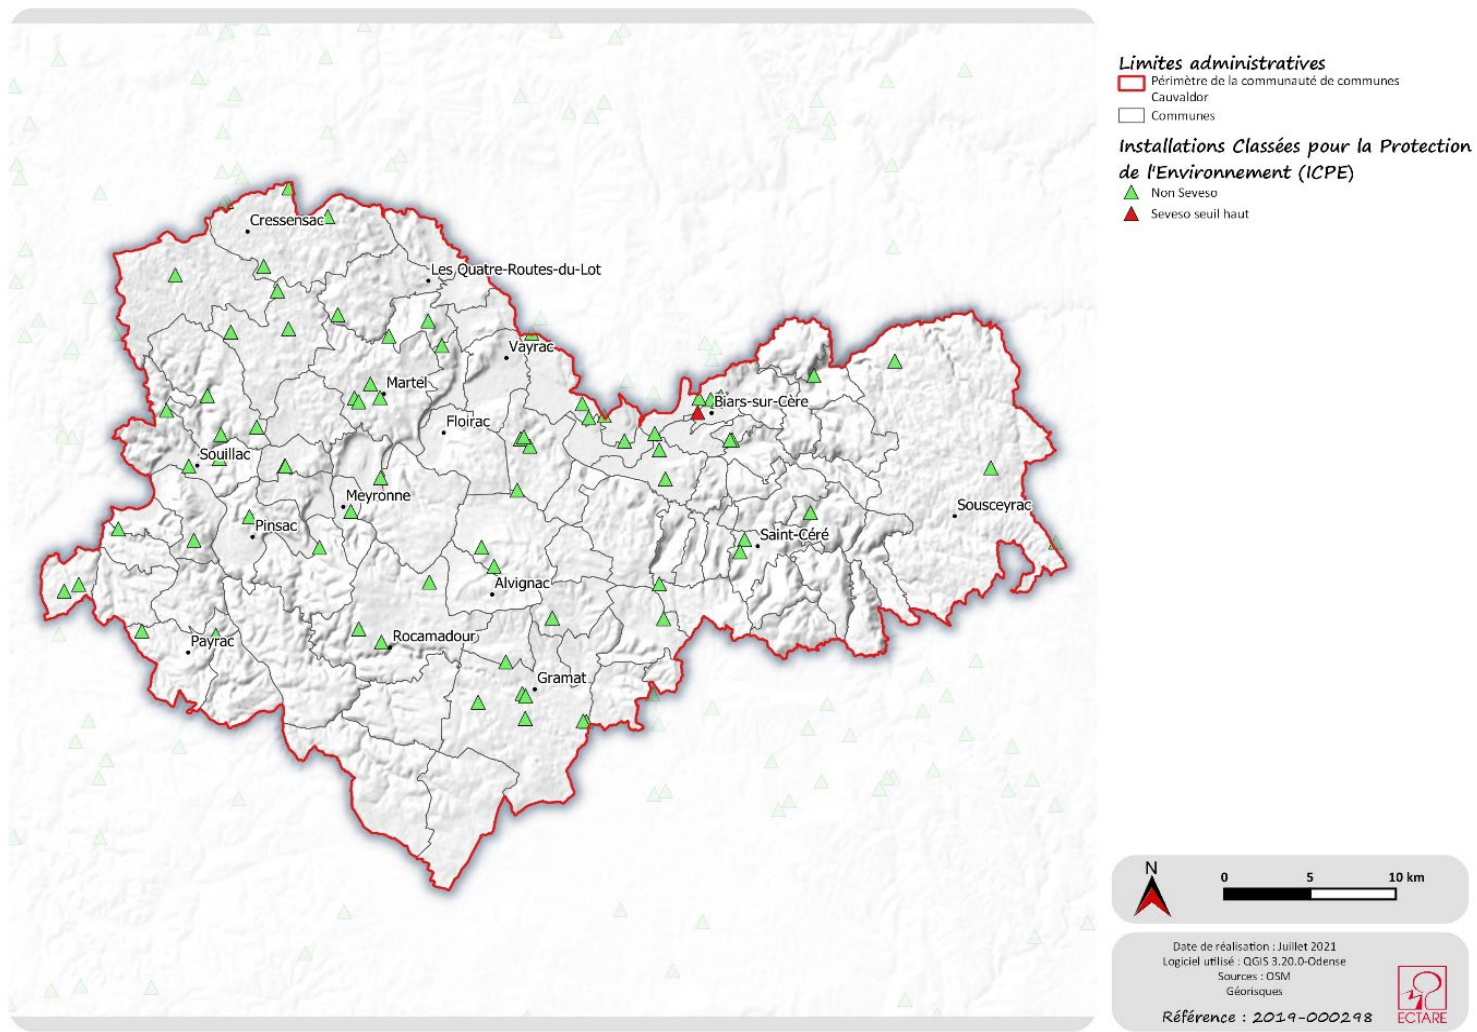 Limites administratives
Périmètre de la communauté de communes
Cauvaldor
Communes
Installations Classées pour la Protection
de l'Environnement (ICPE)
Non Seveso
Seveso seuil haut
Cressensac
Les Quatre-Routes-du-Lot
Vayrac
Martel
Biars-sur-Cère
Floirac
Souillac
Meyronne
Sousceyrac
Pinsac
Saint-Céré
Alvignac
Rocamadour
Payrac
Gramat
N
0 5 10 km
Date de réalisation : Juillet 2021
Logiciel utilisé : QGIS 3.20.0-Odense
Sources : OSM
Géorisques
Référence : 2019-000298
ECTARE